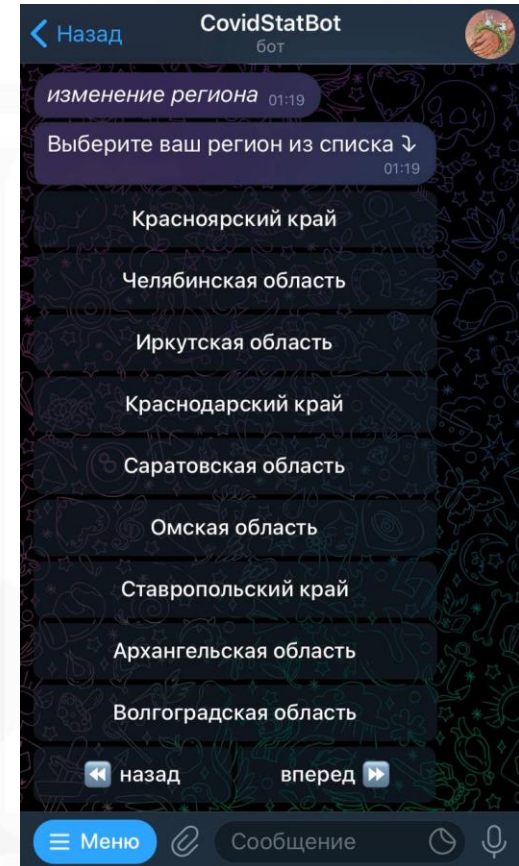 Назад
CovidStatBot
бот
изменение региона 01:19
Выберите ваш регион из списка ⤵
01:19
Красноярский край
Челябинская область
Иркутская область
Краснодарский край
Саратовская область
Омская область
Ставропольский край
Архангельская область
Волгоградская область
⏪ назад вперед ⏩
Меню Сообщение